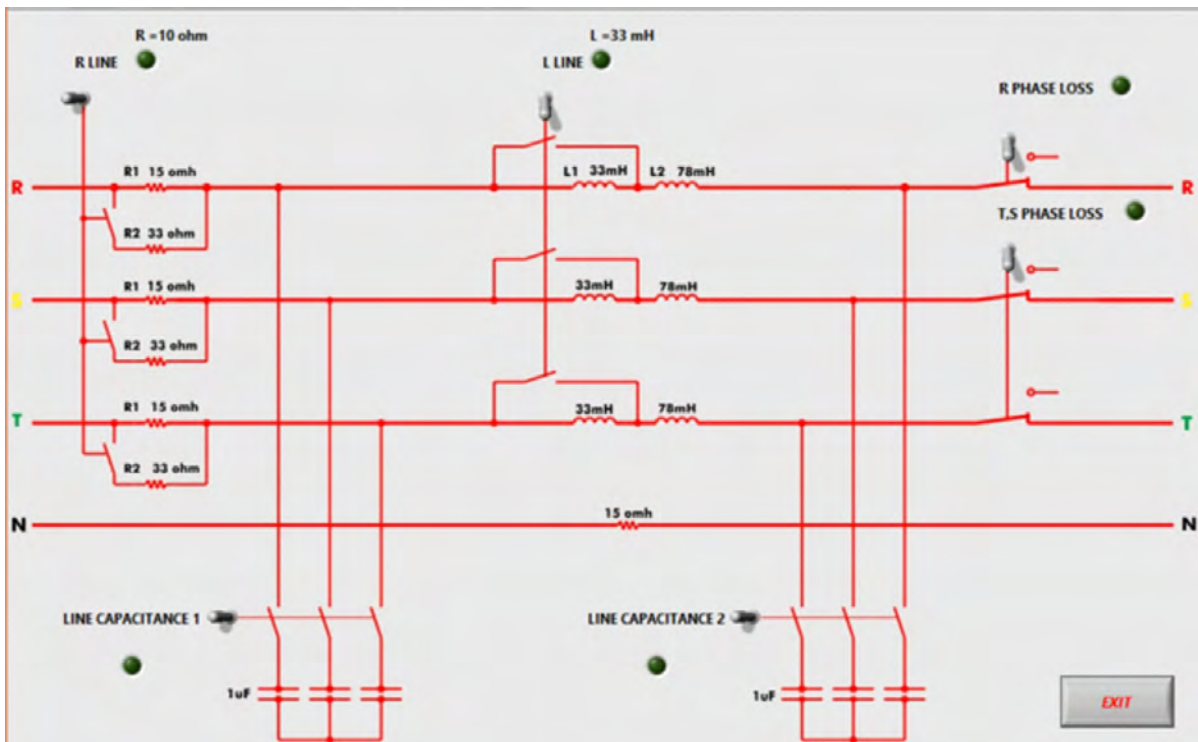 R =10 ohm
L =33 mH
R LINE
L LINE
R PHASE LOSS
R1 15 omh
L1 33mH
L2 78mH
R
R
T,S PHASE LOSS
R2 33 ohm
R1 15 omh
33mH
78mH
S
S
R2 33 ohm
R1 15 omh
33mH
78mH
T
T
R2 33 ohm
15 omh
N
N
LINE CAPACITANCE 1
LINE CAPACITANCE 2
1uF
1uF
EXIT